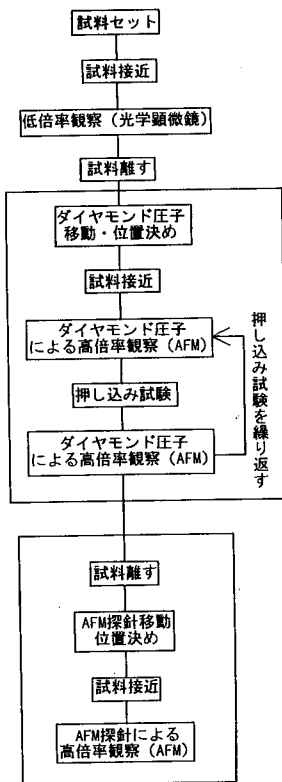 試料セット
試料接近
低倍率観察（光学顕微鏡）
試料離す
ダイヤモンド圧子
移動・位置決め
試料接近
ダイヤモンド圧子
による高倍率観察（AFM）
押し込み試験
ダイヤモンド圧子
による高倍率観察（AFM）
押し込み試験を繰り返す
試料離す
AFM探針移動
位置決め
試料接近
AFM探針による
高倍率観察（AFM）